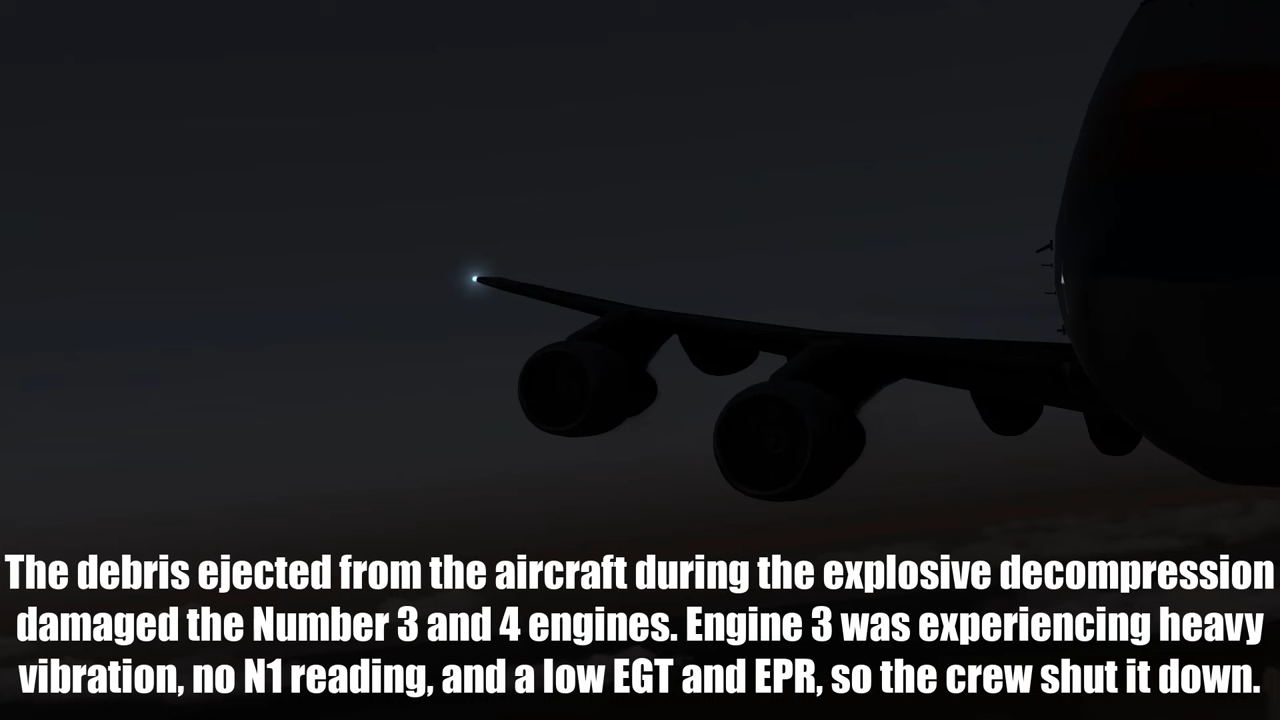 The debris ejected from the aircraft during the explosive decompression
damaged the Number 3 and 4 engines. Engine 3 was experiencing heavy
vibration, no N1 reading, and a low EGT and EPR, so the crew shut it down.